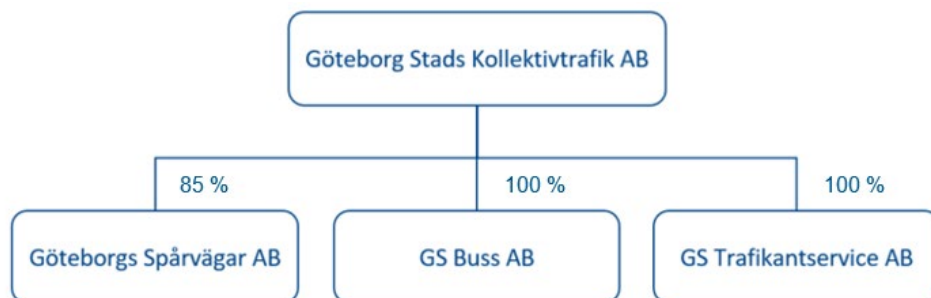 Göteborg Stads Kollektivtrafik AB
85 %
100 %
100 %
Göteborgs Spårvägar AB
GS Buss AB
GS Trafikantservice AB